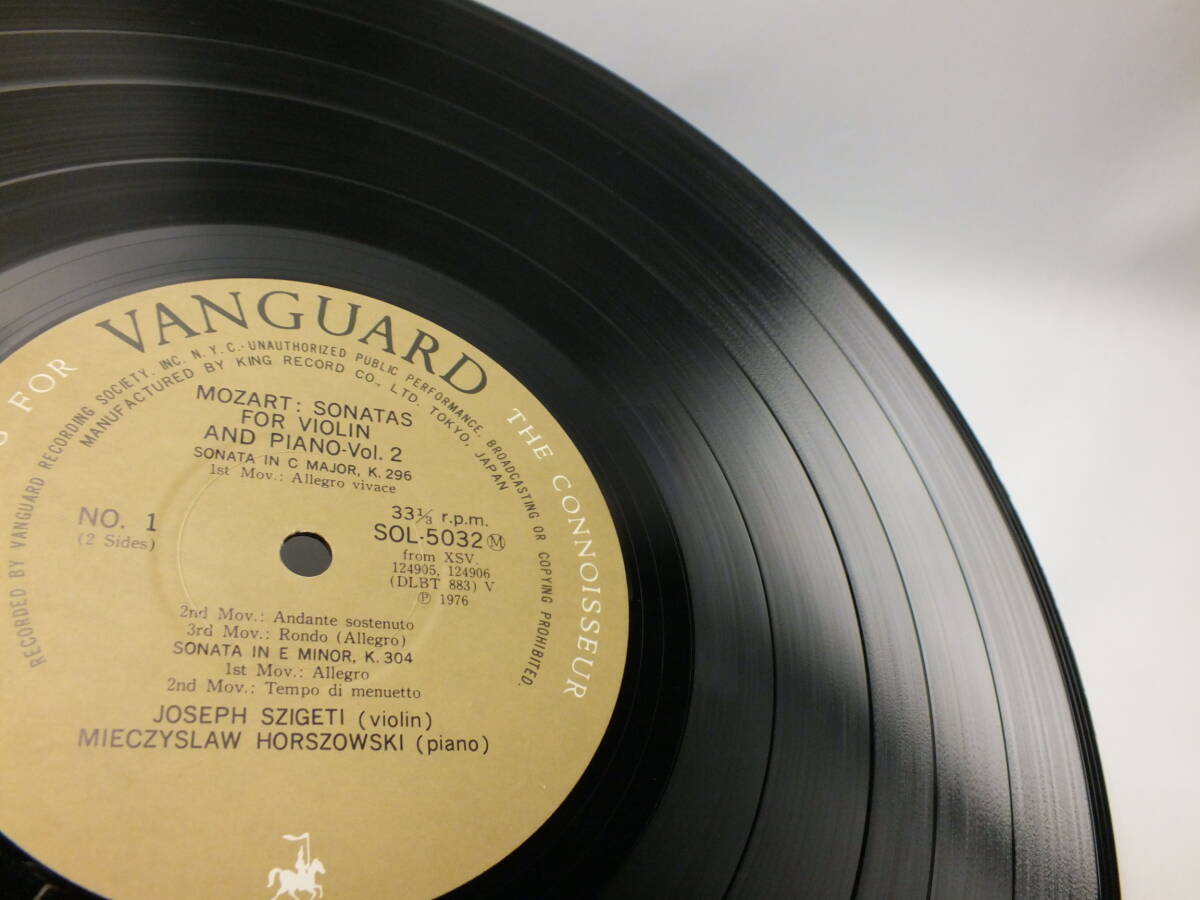 S FOR VANGUARD THE CONNOISSEUR
RECORDED BY VANGUARD RECORDING SOCIETY, INC. N.Y.C.·UNAUTHORIZED PUBLIC PERFORMANCE, BROADCASTING OR COPYING PROHIBITED.
MANUFACTURED BY KING RECORD CO., LTD. TOKYO, JAPAN
MOZART: SONATAS
FOR VIOLIN
AND PIANO-Vol. 2
SONATA IN C MAJOR, K. 296
1st Mov.: Allegro vivace
NO. 1
(2 Sides)
33⅓ r.p.m.
SOL-5032 Ⓜ
from XSV.
124905, 124906
(DLBT 883) V
℗ 1976
2nd Mov.: Andante sostenuto
3rd Mov.: Rondo (Allegro)
SONATA IN E MINOR, K. 304
1st Mov.: Allegro
2nd Mov.: Tempo di menuetto
JOSEPH SZIGETI (violin)
MIECZYSLAW HORSZOWSKI (piano)